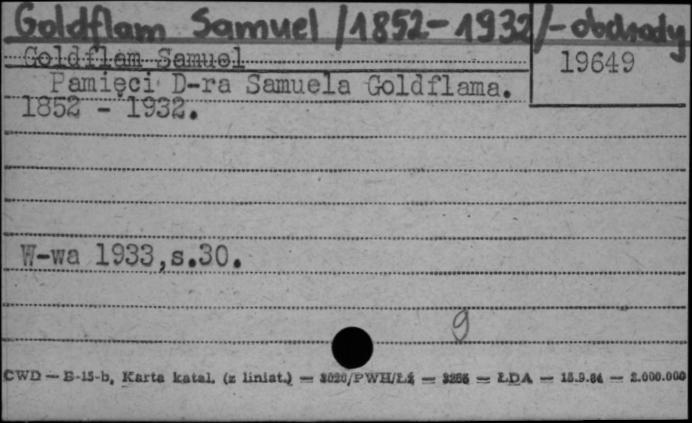 Goldflam Samuel /1852-1932/- obchody
Goldflam Samuel
19649
Pamięci D-ra Samuela Goldflama.
1852 - 1932.
W-wa 1933,s.30.
9
CWD — B-15-b, Karta katal. (z liniat.) — 3020/PWH/Łź — 3256 — ŁDA — 15.9.64 — 2.000.000